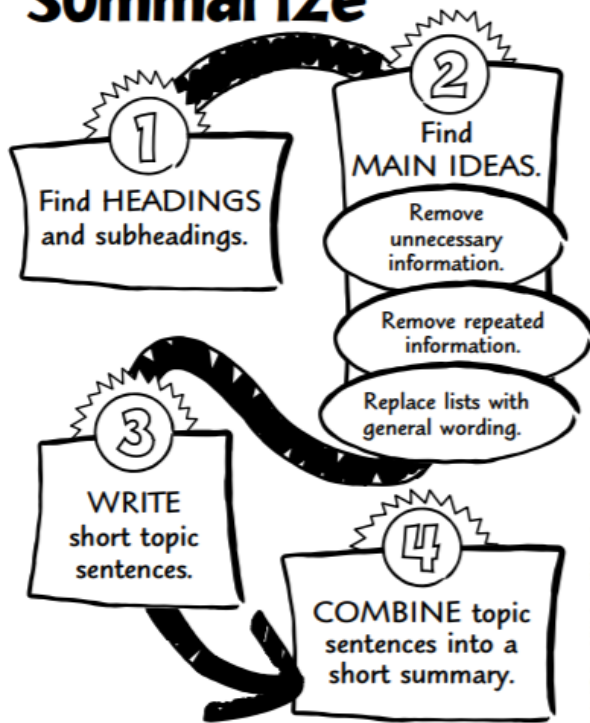 Summarize
1
Find HEADINGS
and subheadings.
2
Find
MAIN IDEAS.
Remove
unnecessary
information.
Remove repeated
information.
Replace lists with
general wording.
3
WRITE
short topic
sentences.
4
COMBINE topic
sentences into a
short summary.